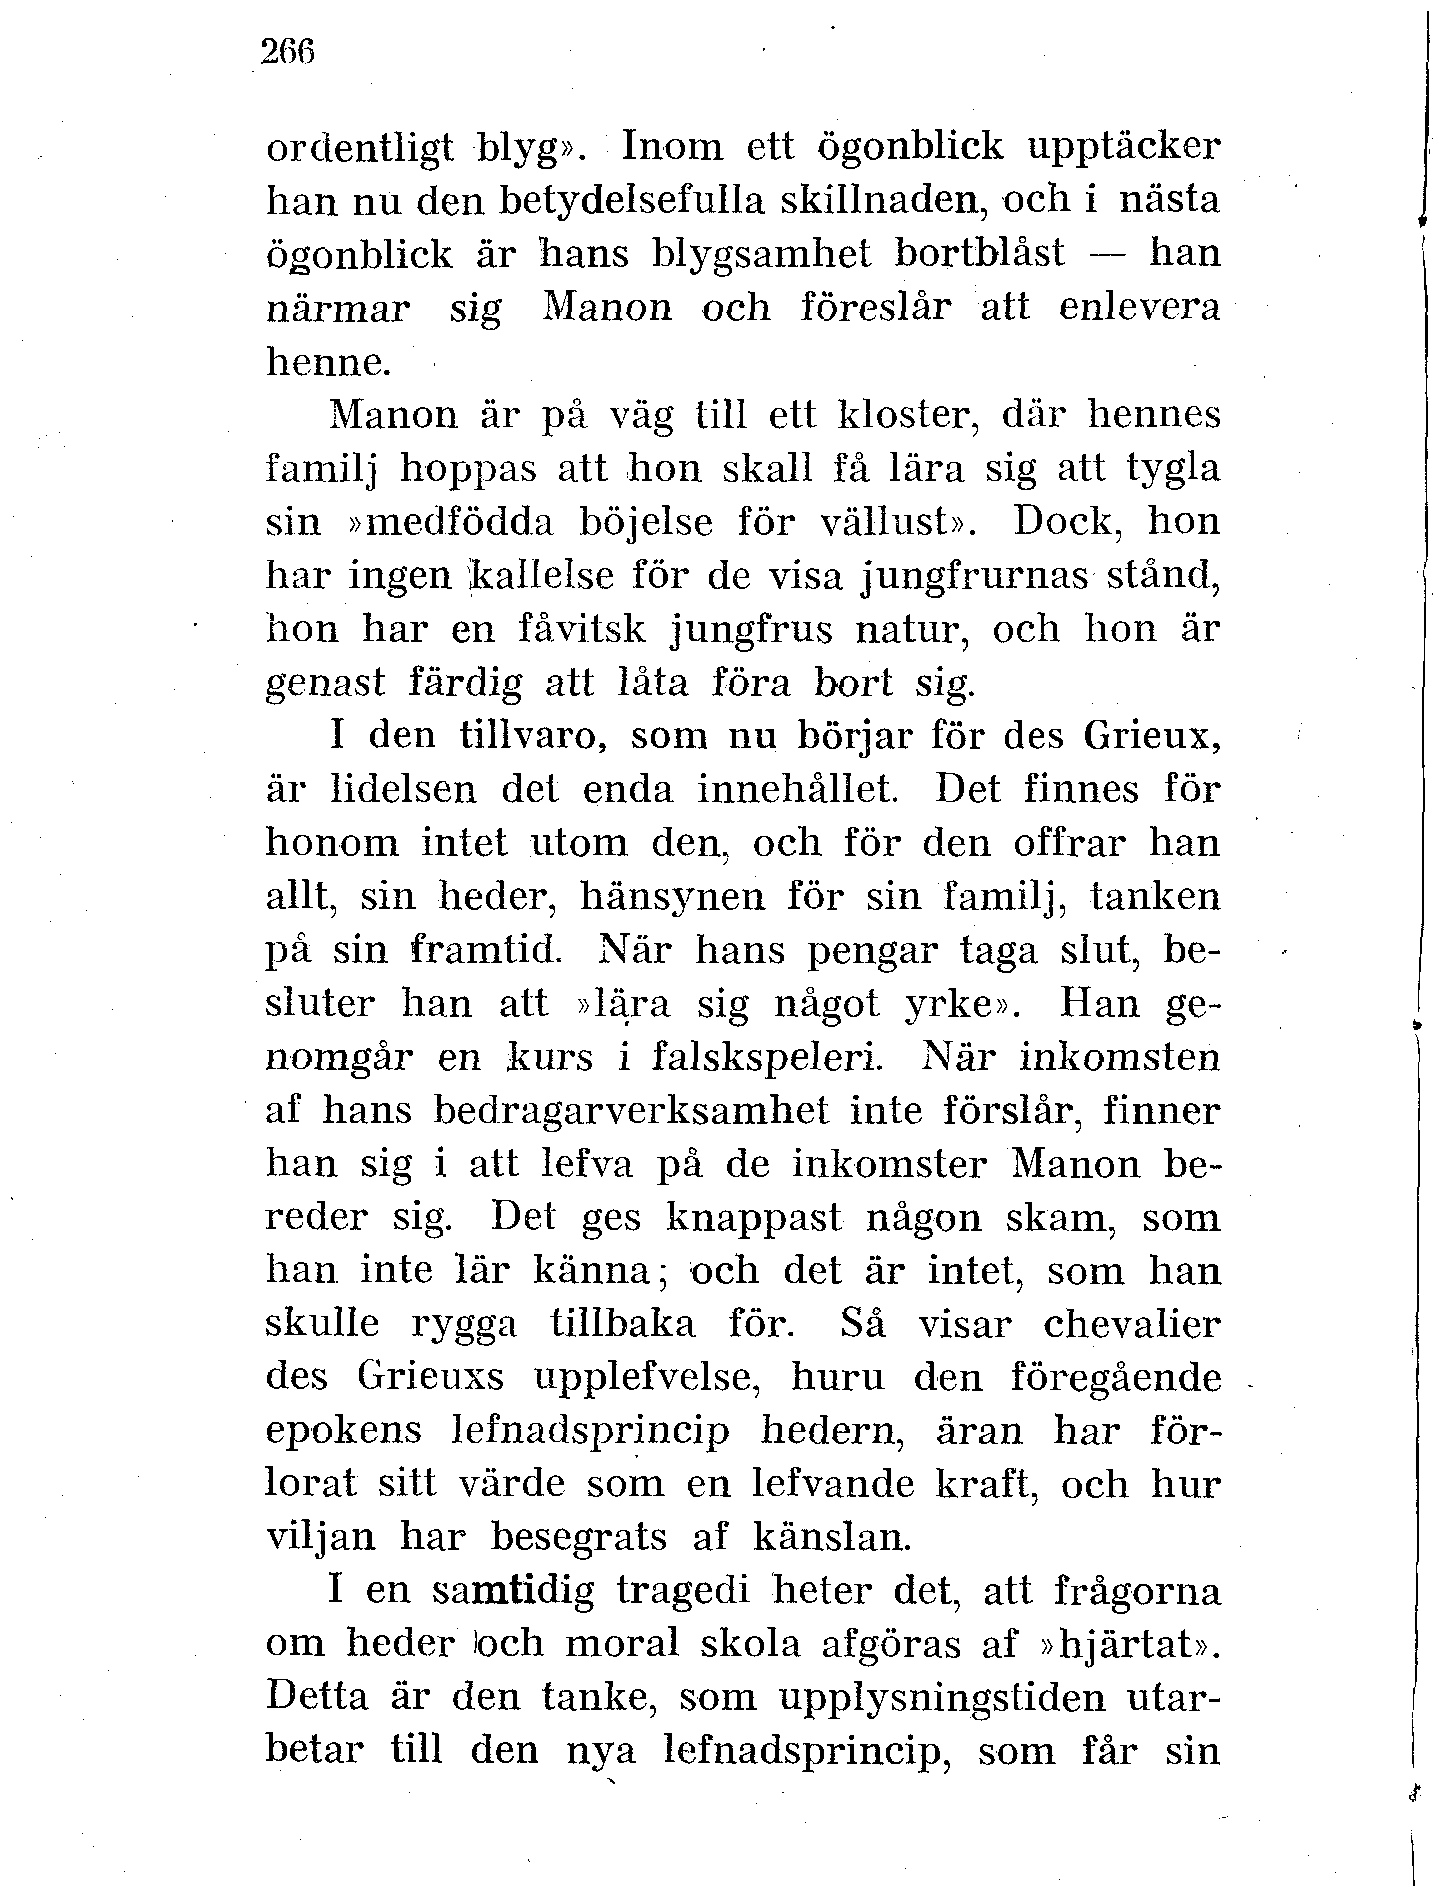 266
ordentligt blyg». Inom ett ögonblick upptäcker
han nu den betydelsefulla skillnaden, och i nästa
ögonblick är hans blygsamhet bortblåst — han
närmar sig Manon och föreslår att enlevera
henne.
Manon är på väg till ett kloster, där hennes
familj hoppas att hon skall få lära sig att tygla
sin »medfödda böjelse för vällust». Dock, hon
har ingen kallelse för de visa jungfrurnas stånd,
hon har en fåvitsk jungfrus natur, och hon är
genast färdig att låta föra bort sig.
I den tillvaro, som nu börjar för des Grieux,
är lidelsen det enda innehållet. Det finnes för
honom intet utom den, och för den offrar han
allt, sin heder, hänsynen för sin familj, tanken
på sin framtid. När hans pengar taga slut, be-
sluter han att »lära sig något yrke». Han ge-
nomgår en kurs i falskspeleri. När inkomsten
af hans bedragarverksamhet inte förslår, finner
han sig i att lefva på de inkomster Manon be-
reder sig. Det ges knappast någon skam, som
han inte lär känna; och det är intet, som han
skulle rygga tillbaka för. Så visar chevalier
des Grieuxs upplefvelse, huru den föregående
epokens lefnadsprincip hedern, äran har för-
lorat sitt värde som en lefvande kraft, och hur
viljan har besegrats af känslan.
I en samtidig tragedi heter det, att frågorna
om heder och moral skola afgöras af »hjärtat».
Detta är den tanke, som upplysningstiden utar-
betar till den nya lefnadsprincip, som får sin